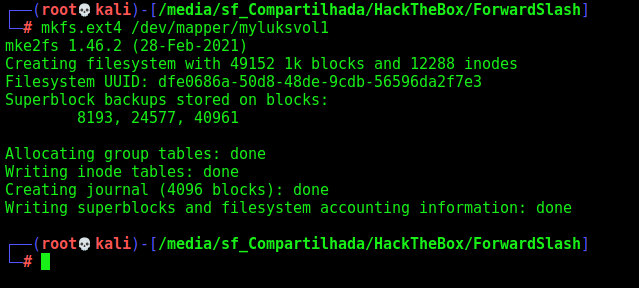 ┌──(root💀kali)-[/media/sf_Compartilhada/HackTheBox/ForwardSlash]
└─# mkfs.ext4 /dev/mapper/myluksvol1
mke2fs 1.46.2 (28-Feb-2021)
Creating filesystem with 49152 1k blocks and 12288 inodes
Filesystem UUID: dfe0686a-50d8-48de-9cdb-56596da2f7e3
Superblock backups stored on blocks:
        8193, 24577, 40961

Allocating group tables: done
Writing inode tables: done
Creating journal (4096 blocks): done
Writing superblocks and filesystem accounting information: done

┌──(root💀kali)-[/media/sf_Compartilhada/HackTheBox/ForwardSlash]
└─#